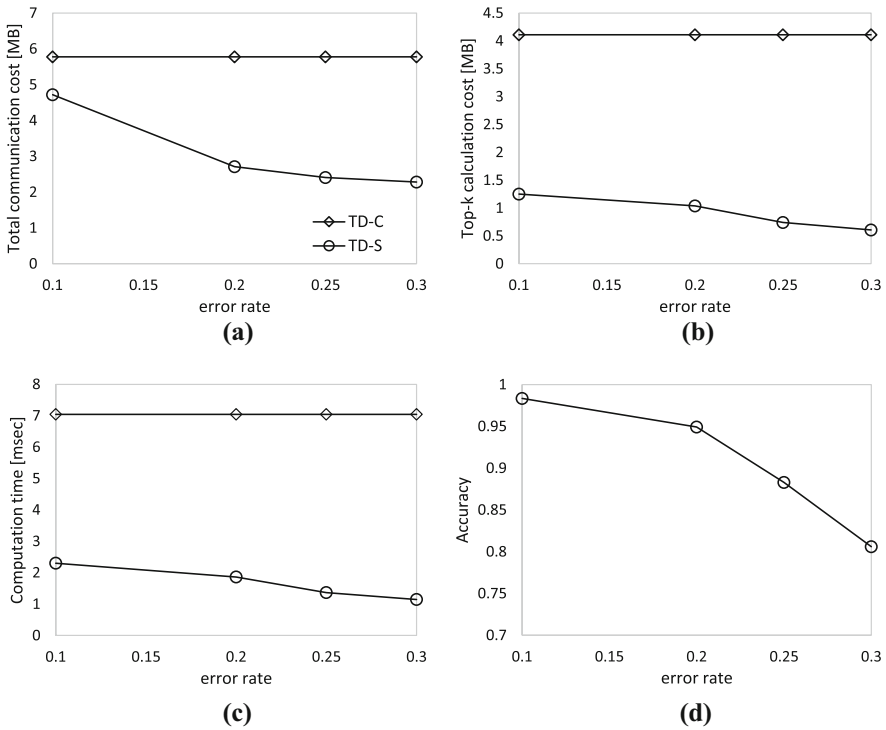 Total communication cost [MB]
7
6
5
4
3
2
1
0
TD-C
TD-S
0.1 0.15 0.2 0.25 0.3
error rate
(a)
Top-k calculation cost [MB]
4.5
4
3.5
3
2.5
2
1.5
1
0.5
0
0.1 0.15 0.2 0.25 0.3
error rate
(b)
Computation time [msec]
8
7
6
5
4
3
2
1
0
0.1 0.15 0.2 0.25 0.3
error rate
(c)
Accuracy
1
0.95
0.9
0.85
0.8
0.75
0.7
0.1 0.15 0.2 0.25 0.3
error rate
(d)